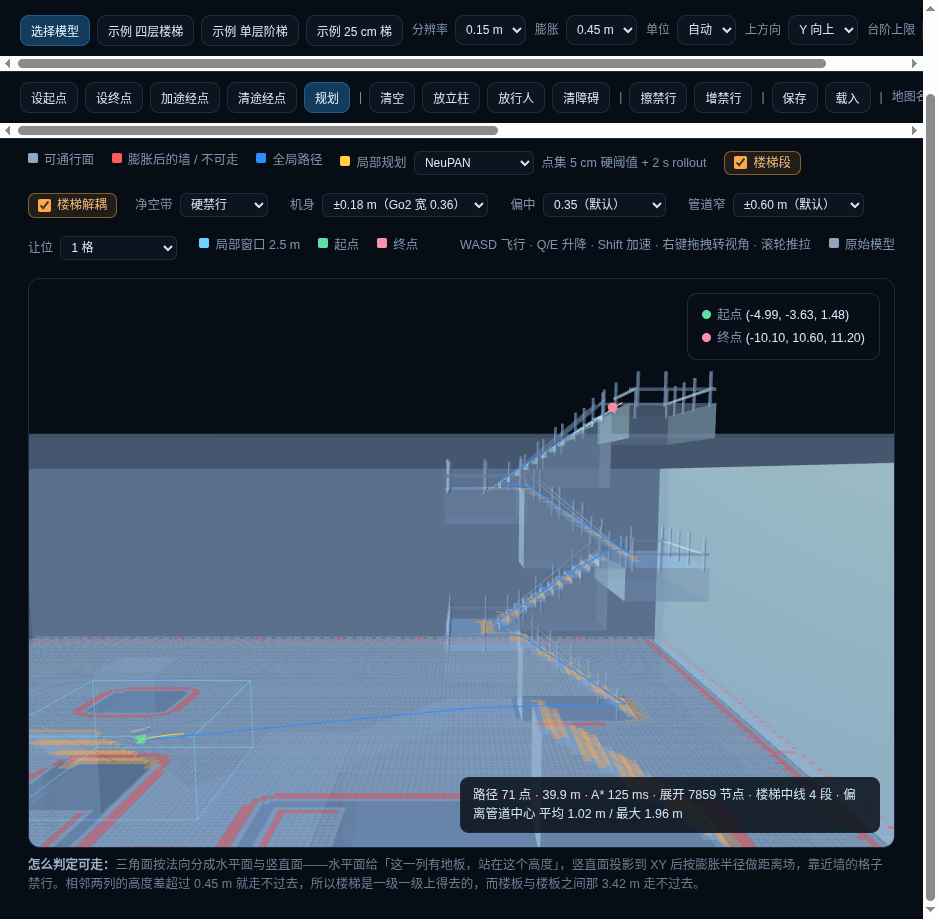 选择模型 示例 四层楼梯 示例 单层阶梯 示例 25 cm 梯 分辨率 0.15 m 膨胀 0.45 m 单位 自动 上方向 Y 向上 台阶上限
设起点 设终点 加途经点 清途经点 规划 | 清空 放立柱 放行人 清障碍 | 擦禁行 增禁行 | 保存 载入 | 地图
可通行面 膨胀后的墙 / 不可走 全局路径 局部规划 NeuPAN 点集 5 cm 硬阈值 + 2 s rollout 楼梯段
楼梯解耦 净空带 硬禁行 机身 ±0.18 m（Go2 宽 0.36） 偏中 0.35（默认） 管道窄 ±0.60 m（默认）
让位 1 格 局部窗口 2.5 m 起点 终点 WASD 飞行 · Q/E 升降 · Shift 加速 · 右键拖拽转视角 · 滚轮推拉 原始模型
起点 (-4.99, -3.63, 1.48)
终点 (-10.10, 10.60, 11.20)
路径 71 点 · 39.9 m · A* 125 ms · 展开 7859 节点 · 楼梯中线 4 段 · 偏
离管道中心 平均 1.02 m / 最大 1.96 m
怎么判定可走：三角面按法向分成水平面与竖直面——水平面给「这一列有地板，站在这个高度」，竖直面投影到 XY 后按膨胀半径做距离场，靠近墙的格子
禁行。相邻两列的高度差超过 0.45 m 就走不过去，所以楼梯是一级一级上得去的，而楼板与楼板之间那 3.42 m 走不过去。